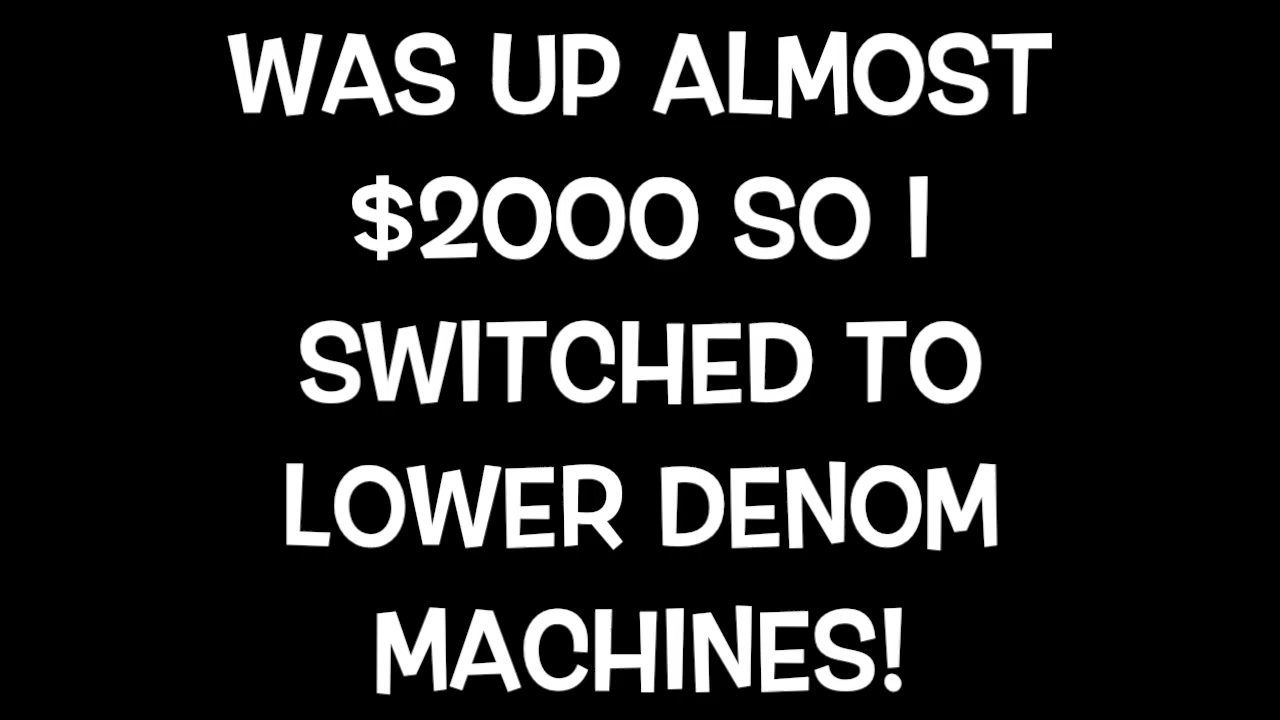 WAS UP ALMOST
$2000 SO I
SWITCHED TO
LOWER DENOM
MACHINES!